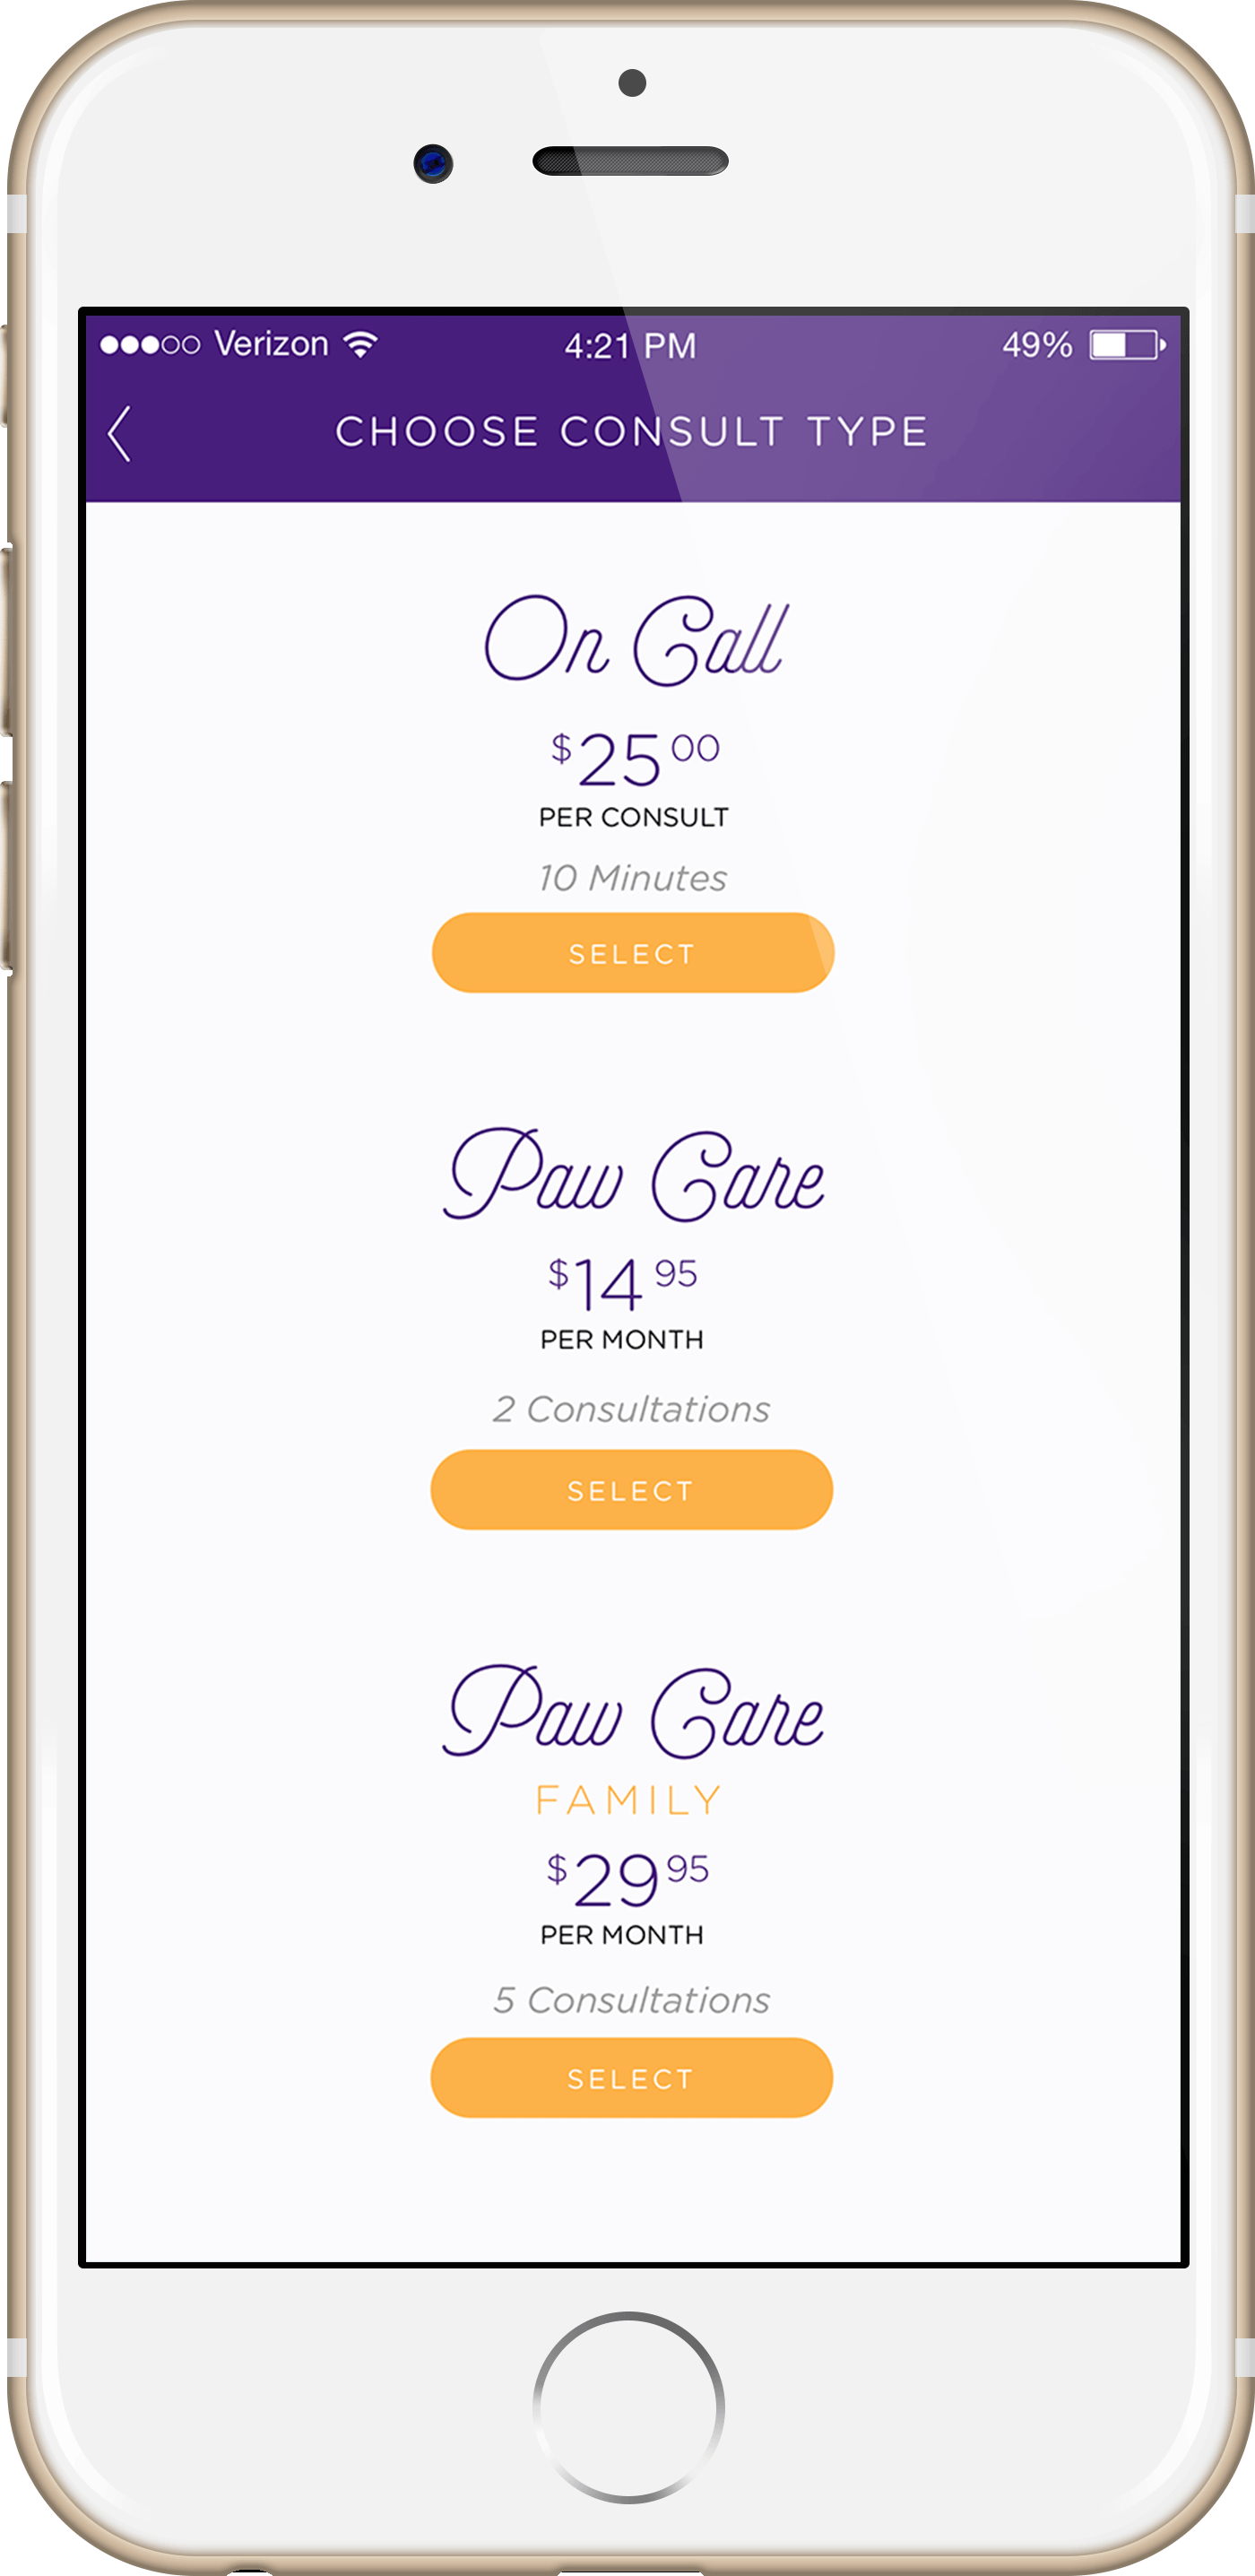 Verizon 4:21 PM 49%
CHOOSE CONSULT TYPE
On Call
$25 00
PER CONSULT
10 Minutes
SELECT
Paw Care
$14 95
PER MONTH
2 Consultations
SELECT
Paw Care
FAMILY
$29 95
PER MONTH
5 Consultations
SELECT